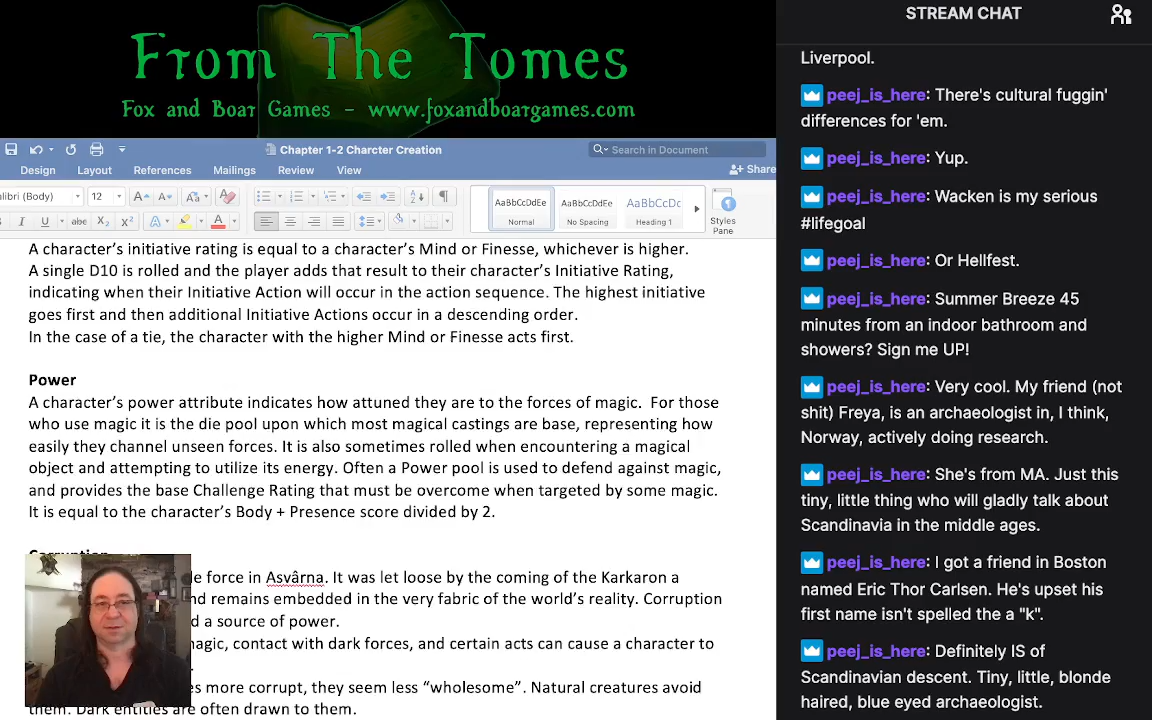 From The Tomes
Fox and Boar Games – www.foxandboargames.com
Chapter 1-2 Charcter Creation
Search in Document
Design Layout References Mailings Review View
Share
alibri (Body) 12
AaBbCcDdEe AaBbCcDdEe AaBbCcDc
Normal No Spacing Heading 1
Styles
Pane
A character’s initiative rating is equal to a character’s Mind or Finesse, whichever is higher.
A single D10 is rolled and the player adds that result to their character’s Initiative Rating,
indicating when their Initiative Action will occur in the action sequence. The highest initiative
goes first and then additional Initiative Actions occur in a descending order.
In the case of a tie, the character with the higher Mind or Finesse acts first.
Power
A character’s power attribute indicates how attuned they are to the forces of magic.  For those
who use magic it is the die pool upon which most magical castings are base, representing how
easily they channel unseen forces. It is also sometimes rolled when encountering a magical
object and attempting to utilize its energy. Often a Power pool is used to defend against magic,
and provides the base Challenge Rating that must be overcome when targeted by some magic.
It is equal to the character’s Body + Presence score divided by 2.
Corruption
le force in Asvârna. It was let loose by the coming of the Karkaron a
nd remains embedded in the very fabric of the world’s reality. Corruption
d a source of power.
magic, contact with dark forces, and certain acts can cause a character to
es more corrupt, they seem less “wholesome”. Natural creatures avoid
them. Dark entities are often drawn to them.
STREAM CHAT
Liverpool.
peej_is_here: There's cultural fuggin'
differences for 'em.
peej_is_here: Yup.
peej_is_here: Wacken is my serious
#lifegoal
peej_is_here: Or Hellfest.
peej_is_here: Summer Breeze 45
minutes from an indoor bathroom and
showers? Sign me UP!
peej_is_here: Very cool. My friend (not
shit) Freya, is an archaeologist in, I think,
Norway, actively doing research.
peej_is_here: She's from MA. Just this
tiny, little thing who will gladly talk about
Scandinavia in the middle ages.
peej_is_here: I got a friend in Boston
named Eric Thor Carlsen. He's upset his
first name isn't spelled the a "k".
peej_is_here: Definitely IS of
Scandinavian descent. Tiny, little, blonde
haired, blue eyed archaeologist.